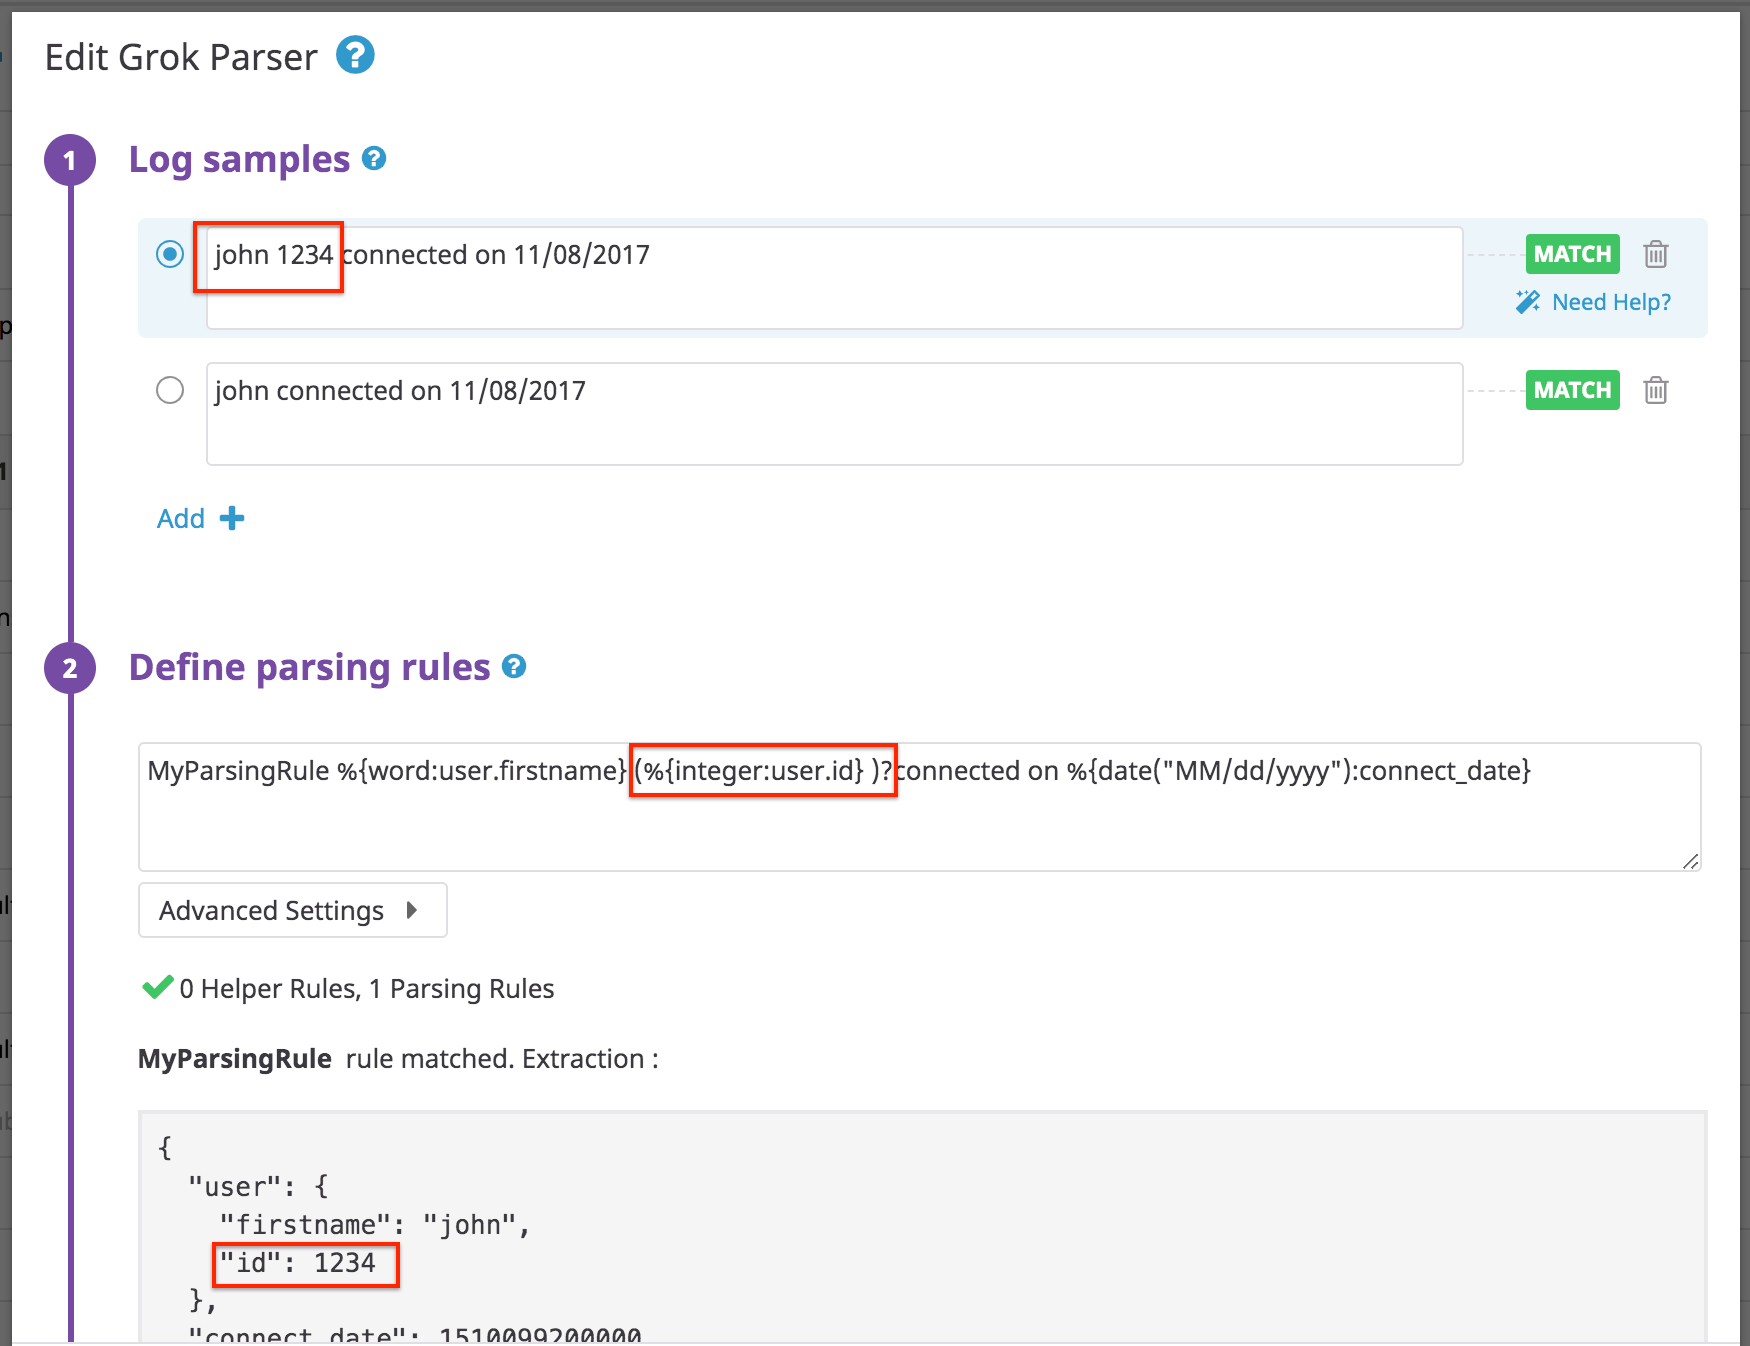 Edit Grok Parser ?
1 Log samples ?
john 1234 connected on 11/08/2017
MATCH
Need Help?
john connected on 11/08/2017
MATCH
Add +
2 Define parsing rules ?
MyParsingRule %{word:user.firstname} (%{integer:user.id} )?connected on %{date("MM/dd/yyyy"):connect_date}
Advanced Settings
0 Helper Rules, 1 Parsing Rules
MyParsingRule rule matched. Extraction :
{
"user": {
"firstname": "john",
"id": 1234
},
"connect_date": 1510099200000